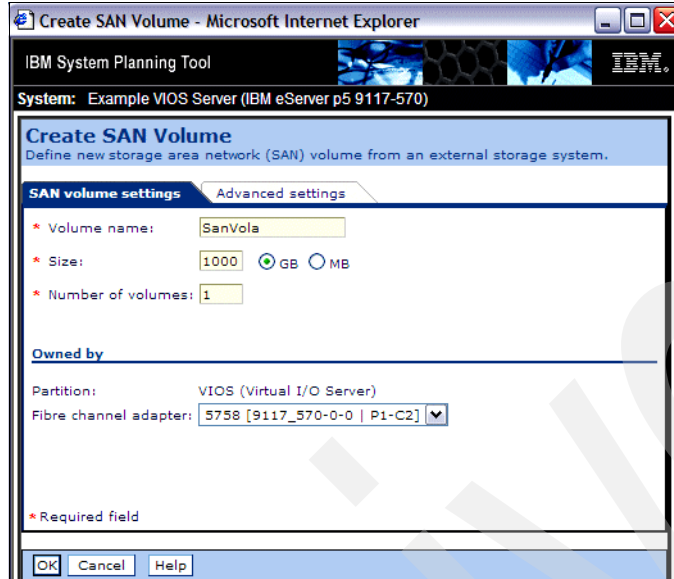 Create SAN Volume - Microsoft Internet Explorer
IBM System Planning Tool
IBM.
System: Example VIOS Server (IBM eServer p5 9117-570)
Create SAN Volume
Define new storage area network (SAN) volume from an external storage system.
SAN volume settings Advanced settings
* Volume name: SanVola
* Size: 1000 GB MB
* Number of volumes: 1
Owned by
Partition: VIOS (Virtual I/O Server)
Fibre channel adapter: 5758 [9117_570-0-0 | P1-C2]
* Required field
OK Cancel Help